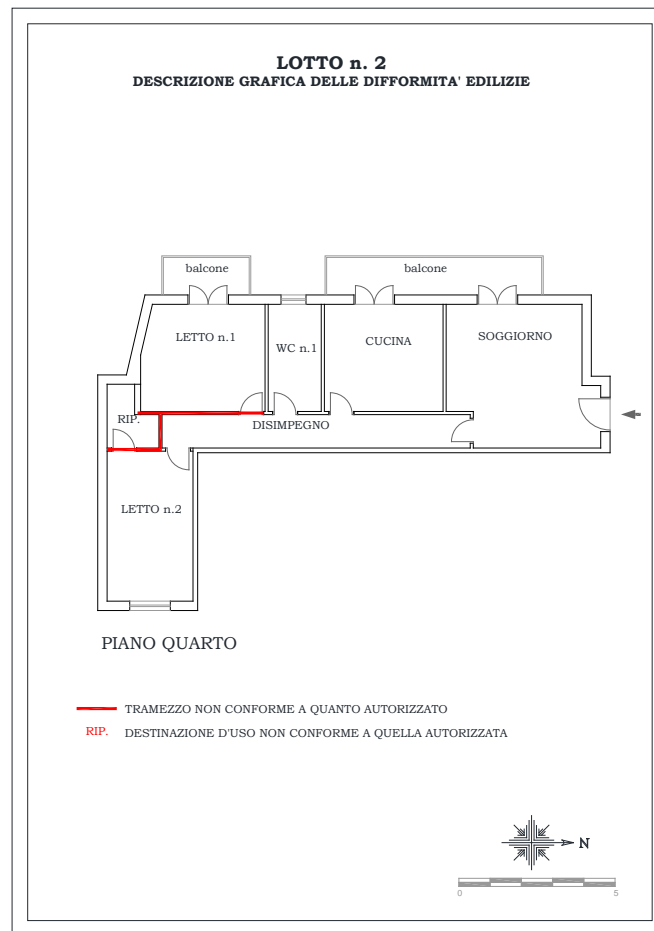 LOTTO n. 2
DESCRIZIONE GRAFICA DELLE DIFFORMITA' EDILIZIE
balcone
balcone
LETTO n.1
WC n.1
CUCINA
SOGGIORNO
RIP.
DISIMPEGNO
LETTO n.2
PIANO QUARTO
TRAMEZZO NON CONFORME A QUANTO AUTORIZZATO
RIP. DESTINAZIONE D'USO NON CONFORME A QUELLA AUTORIZZATA
N
0 5